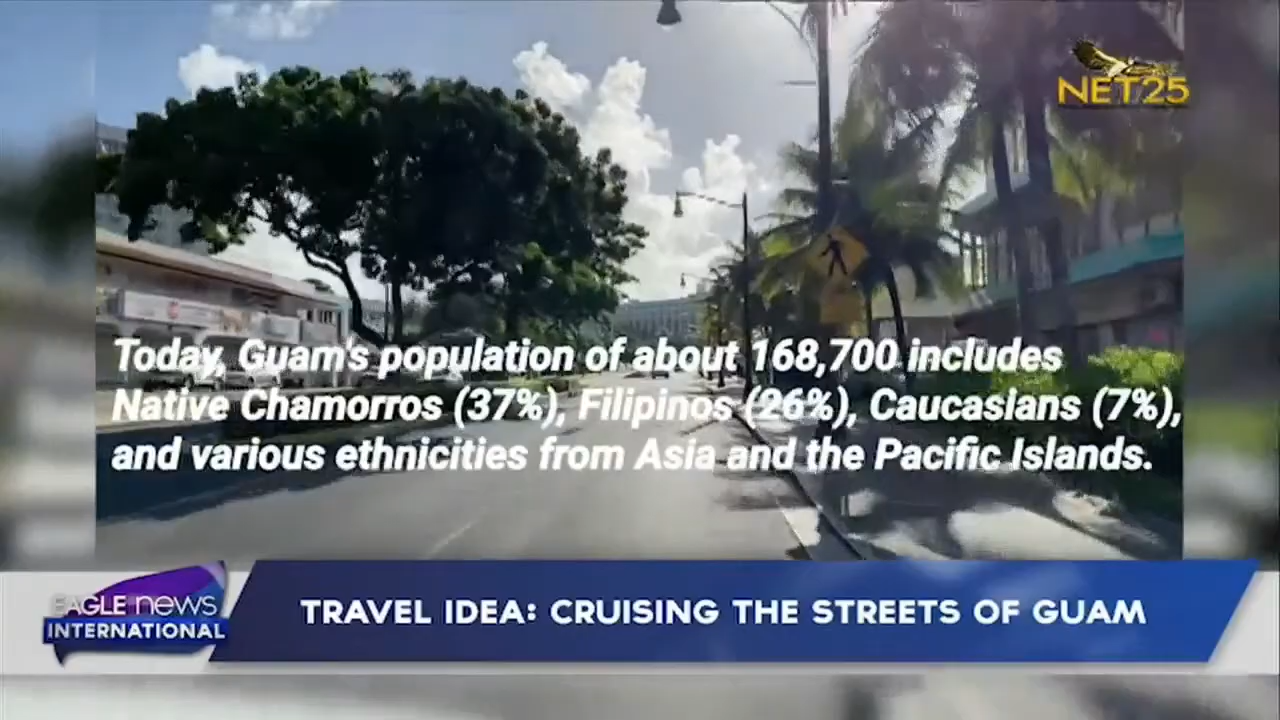 NET25
Today, Guam's population of about 168,700 includes
Native Chamorros (37%), Filipinos (26%), Caucasians (7%),
and various ethnicities from Asia and the Pacific Islands.
EAGLE news
INTERNATIONAL
TRAVEL IDEA: CRUISING THE STREETS OF GUAM